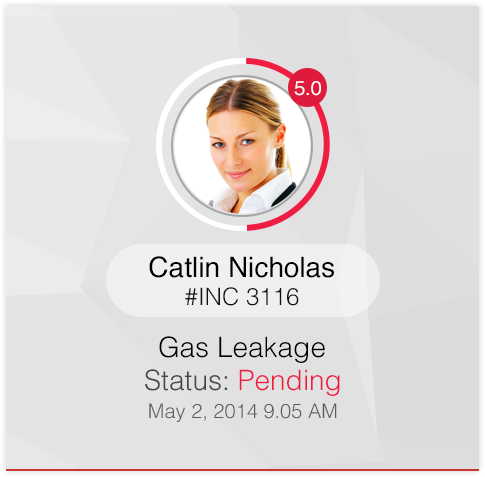 5.0
Catlin Nicholas
#INC 3116
Gas Leakage
Status: Pending
May 2, 2014 9.05 AM